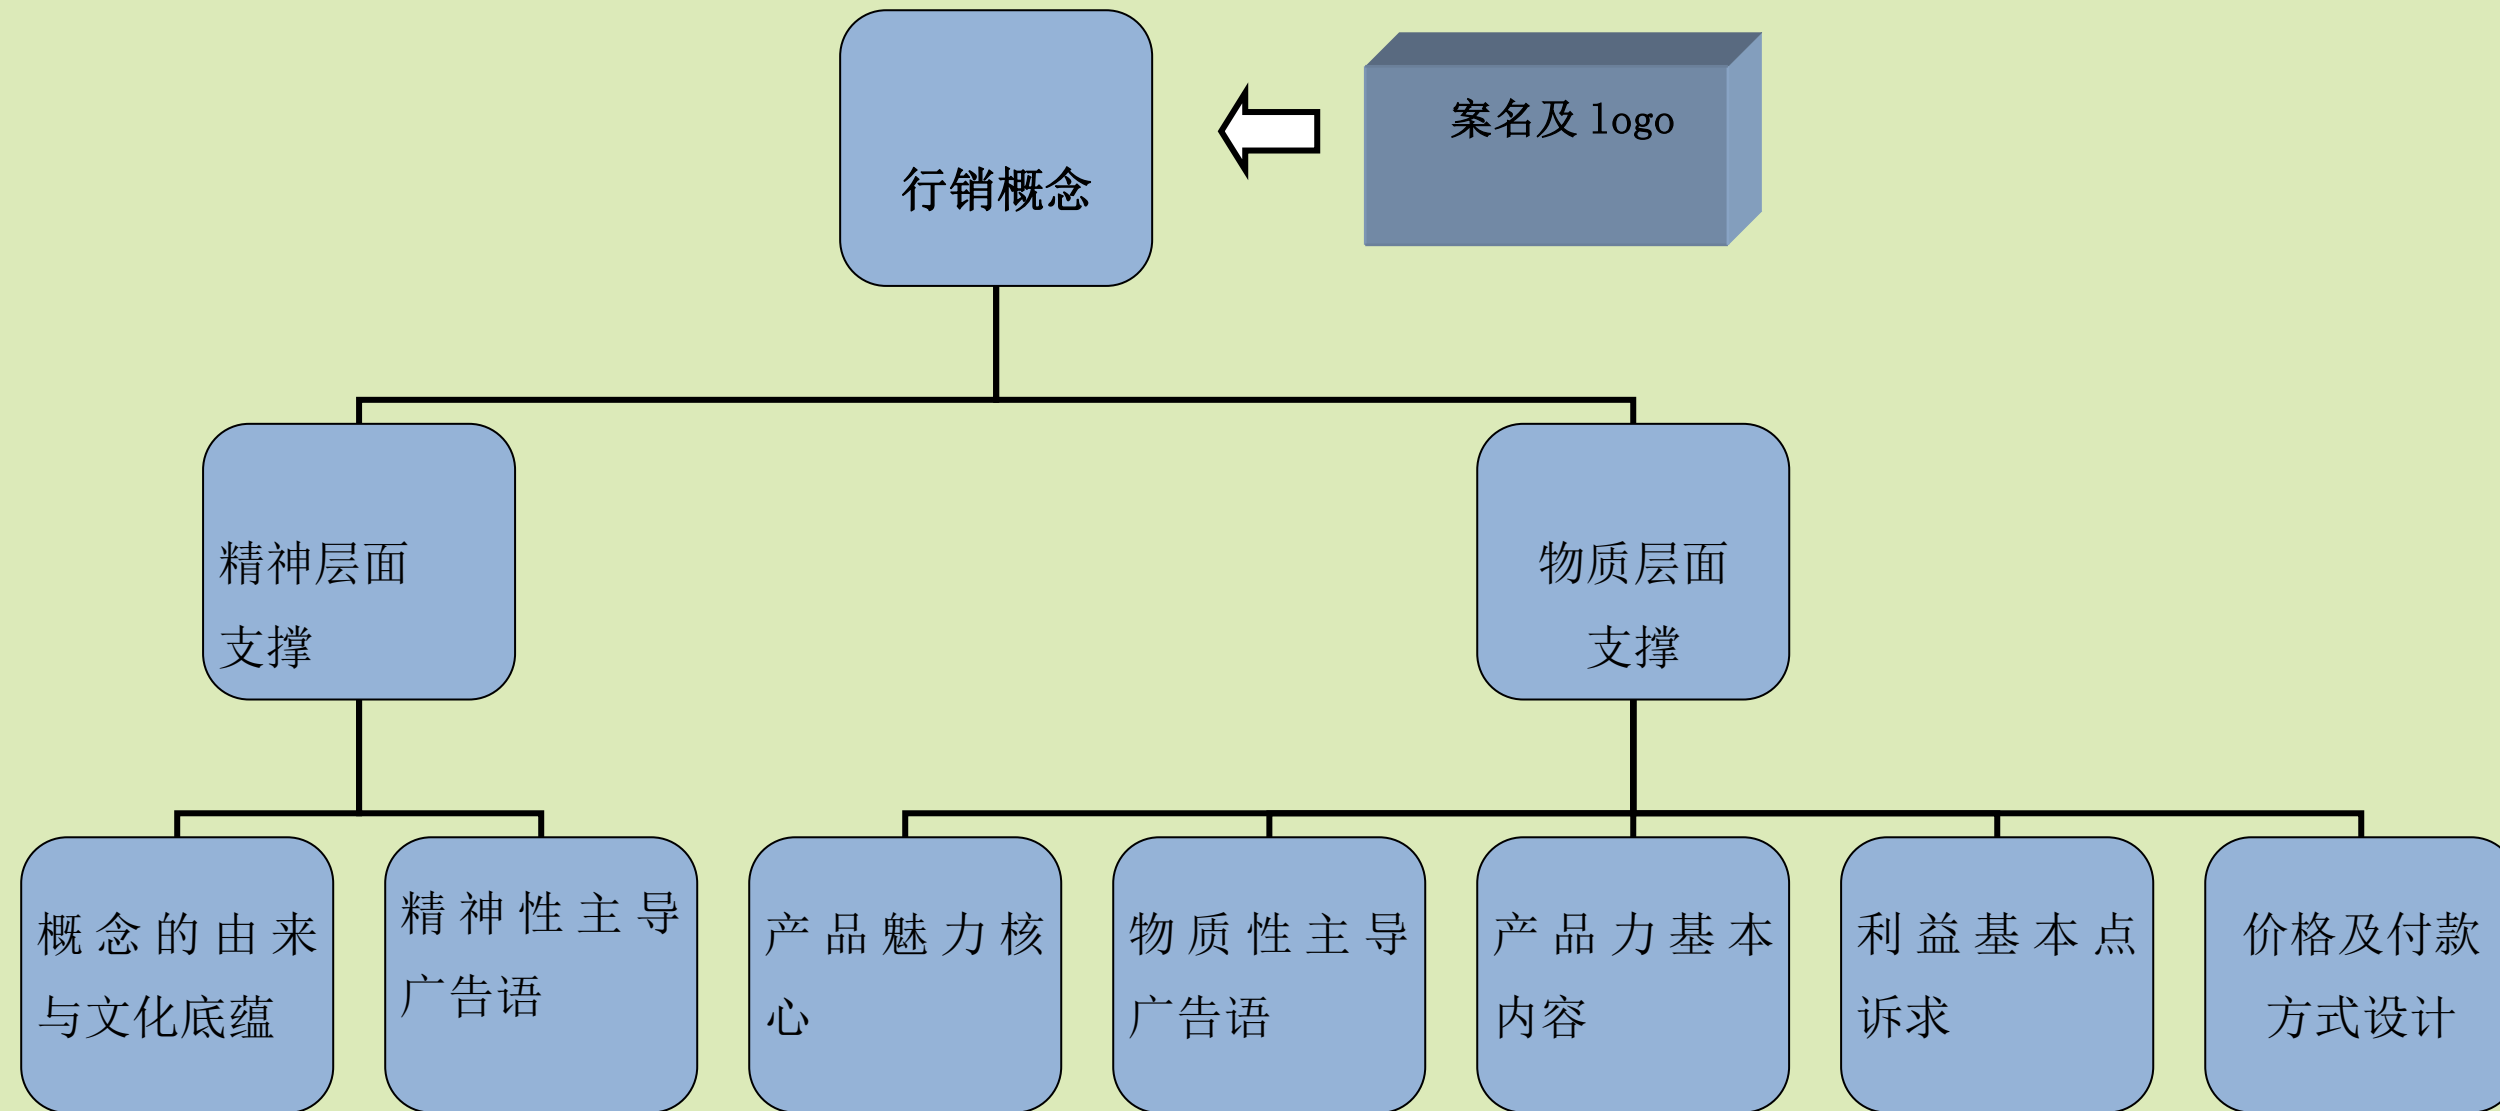 行销概念
案名及 logo
精神层面
支撑
物质层面
支撑
概念的由来
与文化底蕴
精神性主导
广告语
产品魅力核
心
物质性主导
广告语
产品力基本
内容
利益基本点
诉求
价格支付形
方式或设计